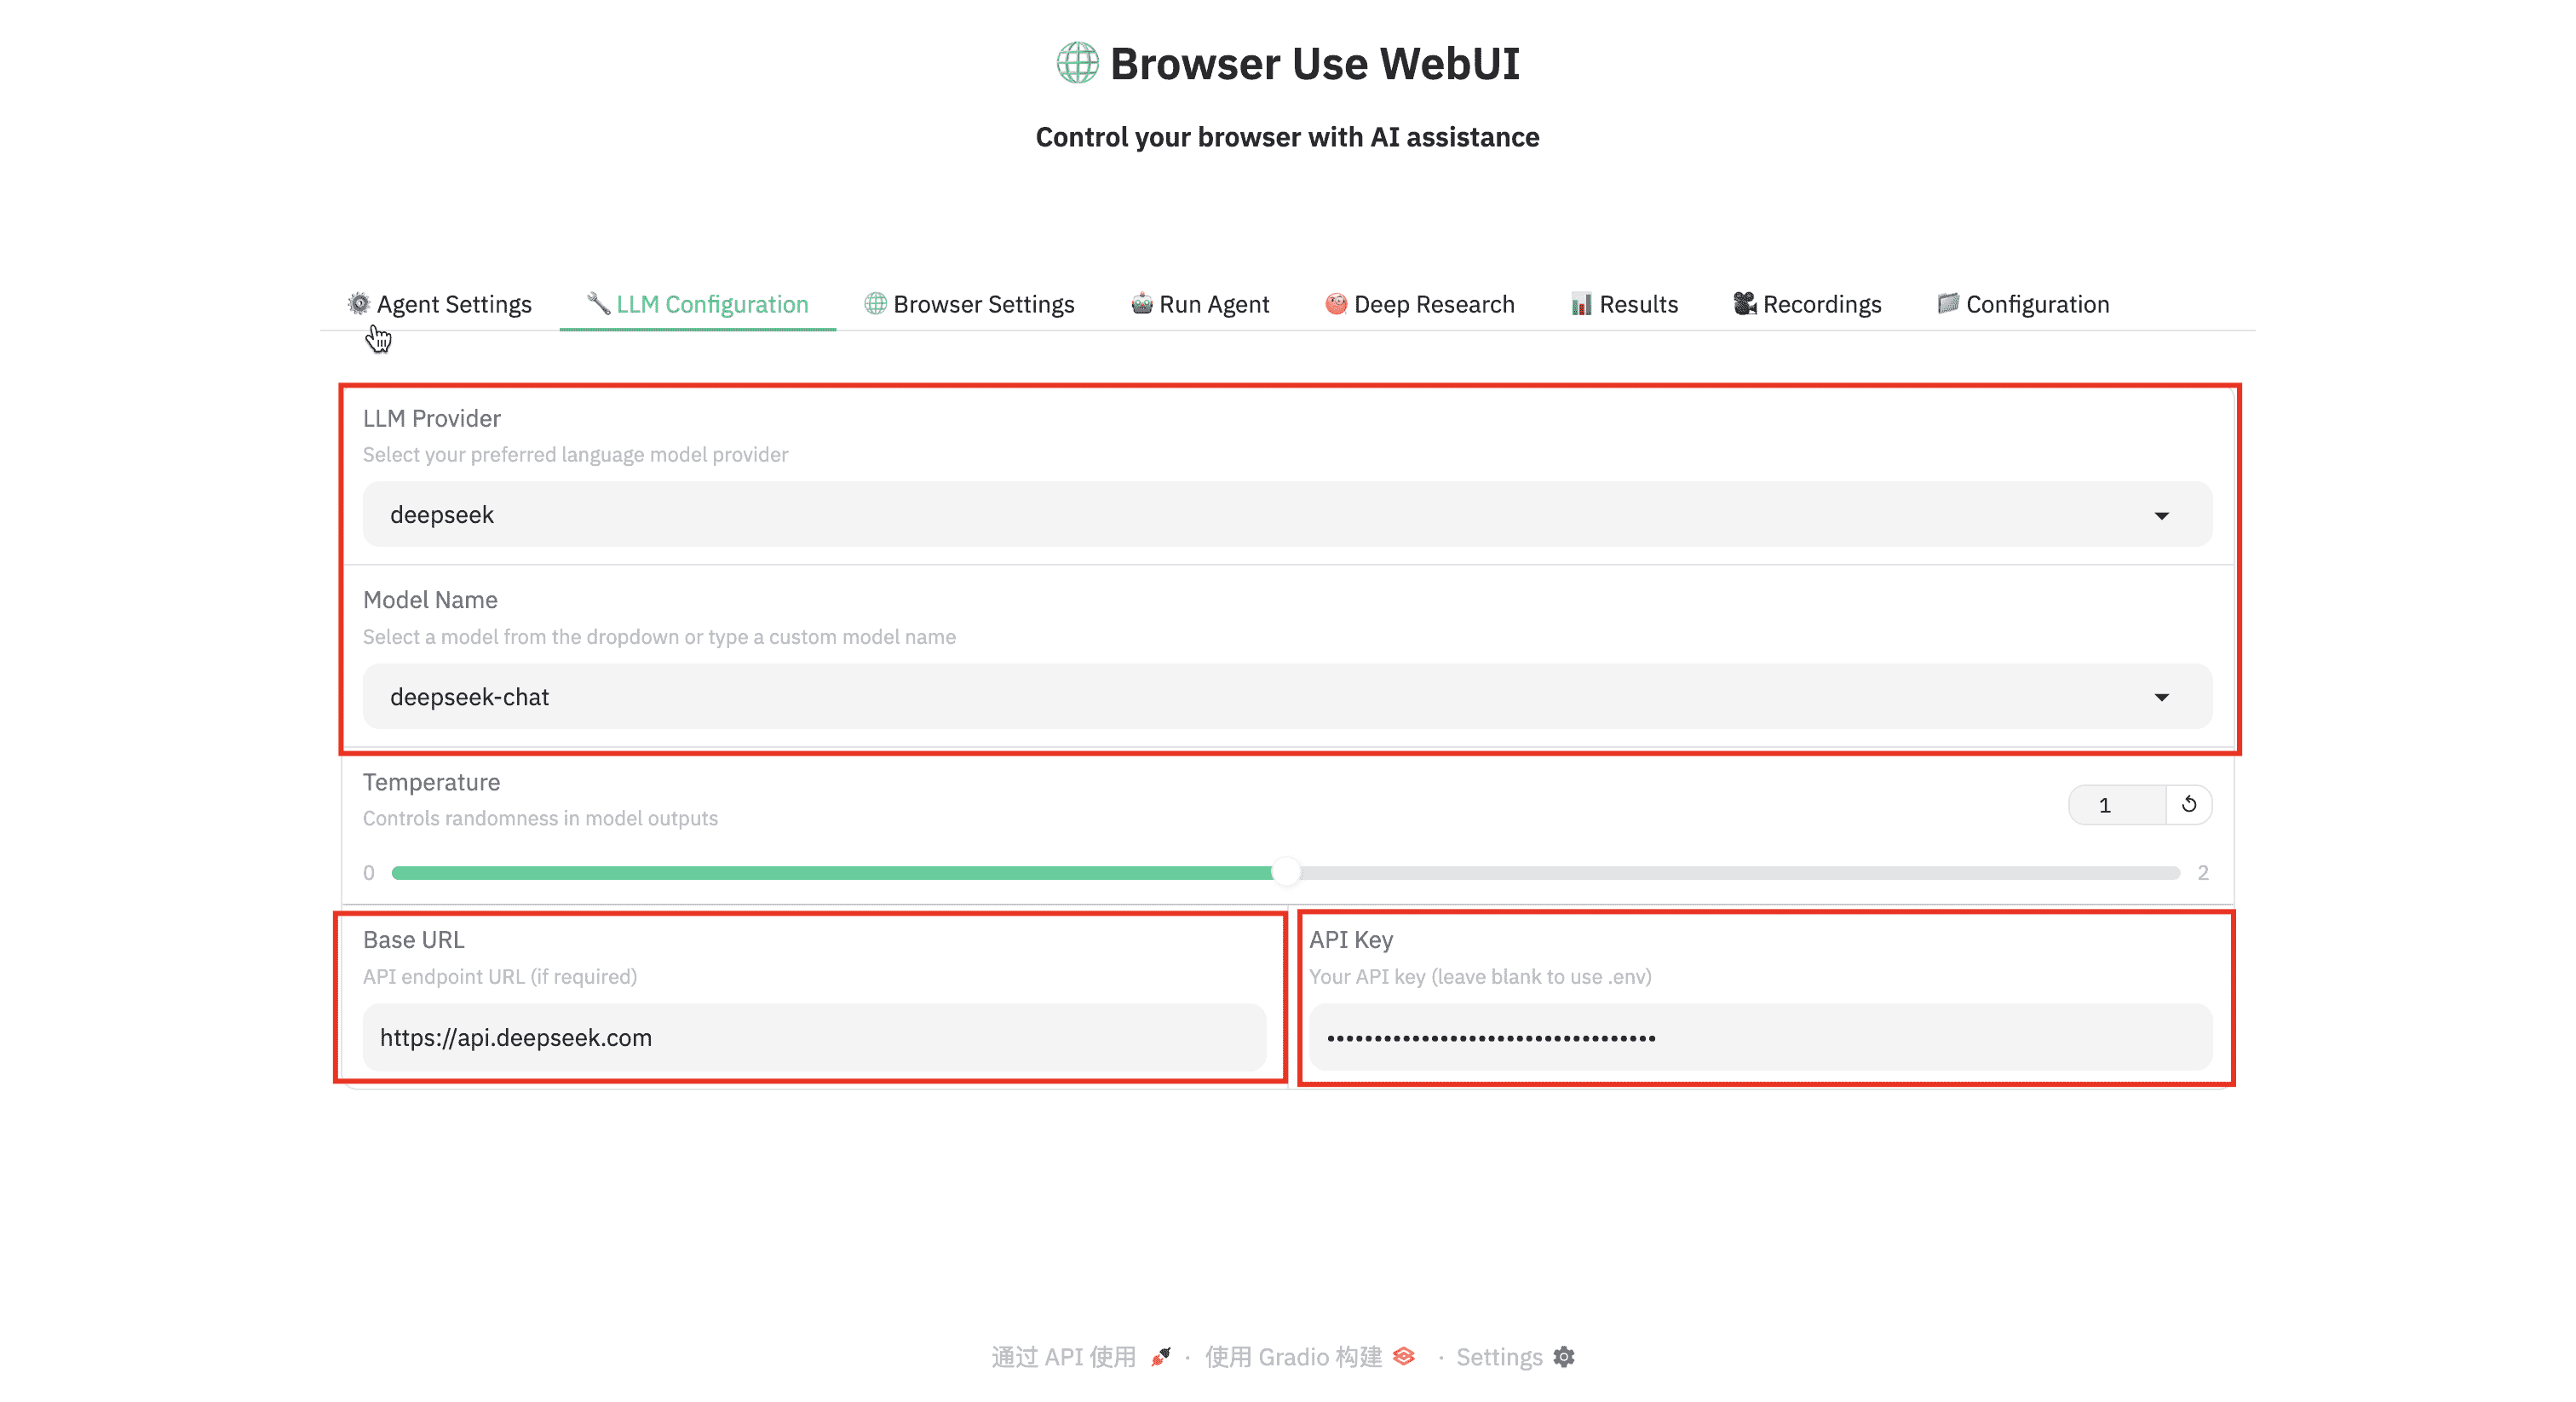 Browser Use WebUI
Control your browser with AI assistance
Agent Settings LLM Configuration Browser Settings Run Agent Deep Research Results Recordings Configuration
LLM Provider
Select your preferred language model provider
deepseek
Model Name
Select a model from the dropdown or type a custom model name
deepseek-chat
Temperature
Controls randomness in model outputs
1
0 2
Base URL
API endpoint URL (if required)
https://api.deepseek.com
API Key
Your API key (leave blank to use .env)
通过 API 使用 · 使用 Gradio 构建 · Settings